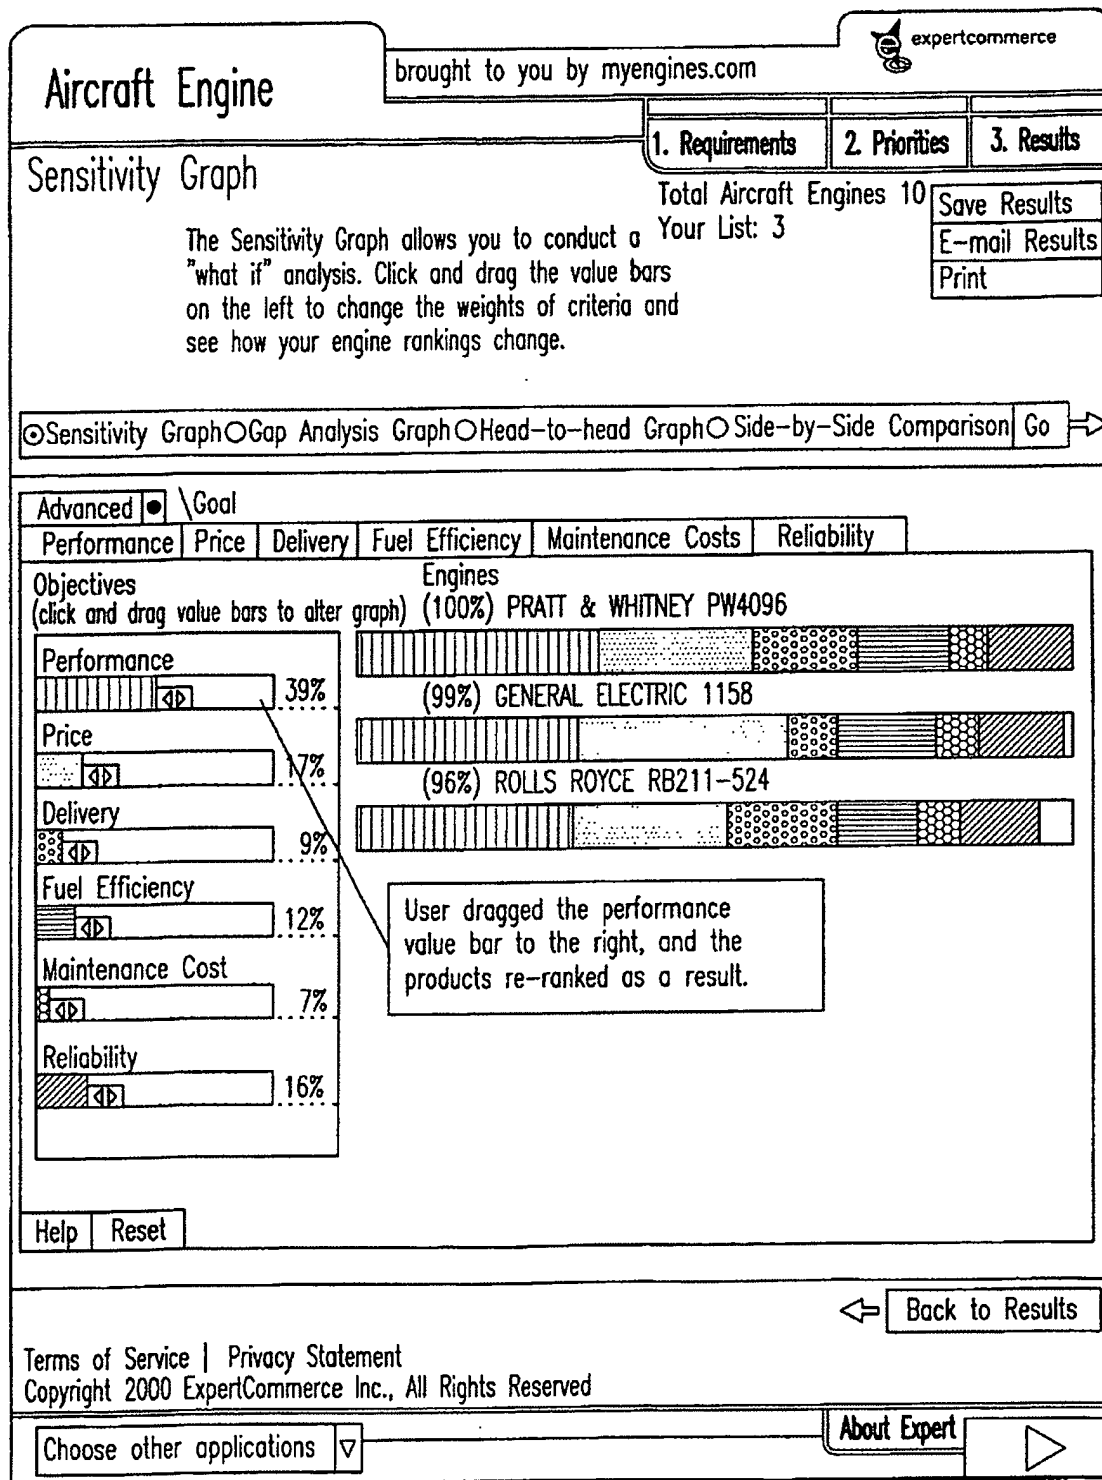 expertcommerce
Aircraft Engine
brought to you by myengines.com
1. Requirements
2. Priorities
3. Results
Sensitivity Graph
Total Aircraft Engines 10
Your List: 3
Save Results
E-mail Results
Print
The Sensitivity Graph allows you to conduct a
"what if" analysis. Click and drag the value bars
on the left to change the weights of criteria and
see how your engine rankings change.
Sensitivity Graph Gap Analysis Graph Head-to-head Graph Side-by-Side Comparison Go
Advanced \Goal
Performance Price Delivery Fuel Efficiency Maintenance Costs Reliability
Objectives
(click and drag value bars to alter graph)
Performance
39%
Price
17%
Delivery
9%
Fuel Efficiency
12%
Maintenance Cost
7%
Reliability
16%
Engines
(100%) PRATT & WHITNEY PW4096
(99%) GENERAL ELECTRIC 1158
(96%) ROLLS ROYCE RB211-524
User dragged the performance
value bar to the right, and the
products re-ranked as a result.
Help Reset
Back to Results
Terms of Service | Privacy Statement
Copyright 2000 ExpertCommerce Inc., All Rights Reserved
Choose other applications
About Expert